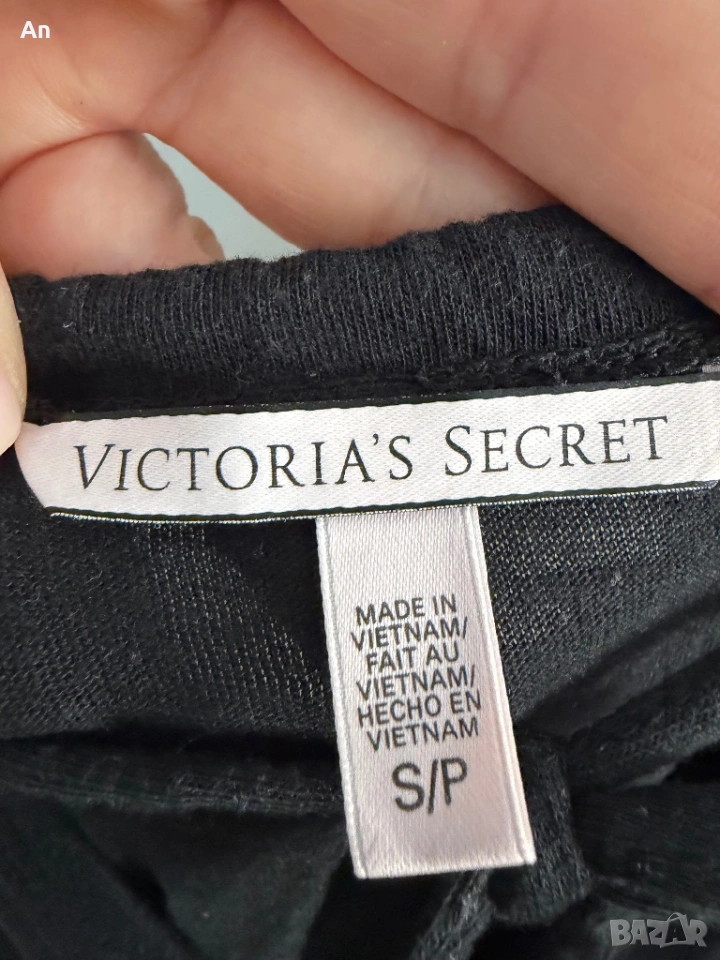 An
VICTORIA'S SECRET
MADE IN
VIETNAM/
FAIT AU
VIETNAM/
HECHO EN
VIETNAM
S/P
BAZAR